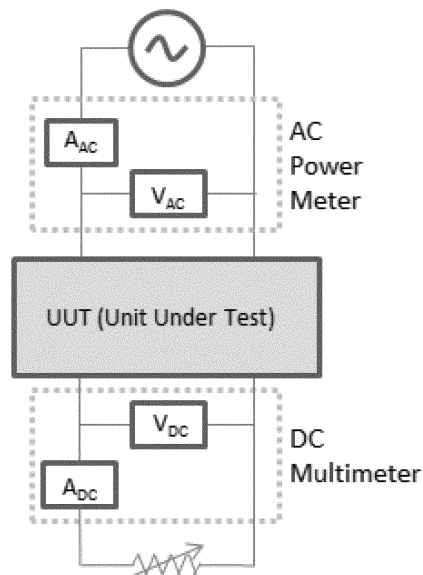 A_AC
AC
Power
Meter
V_AC
UUT (Unit Under Test)
V_DC
DC
Multimeter
A_DC